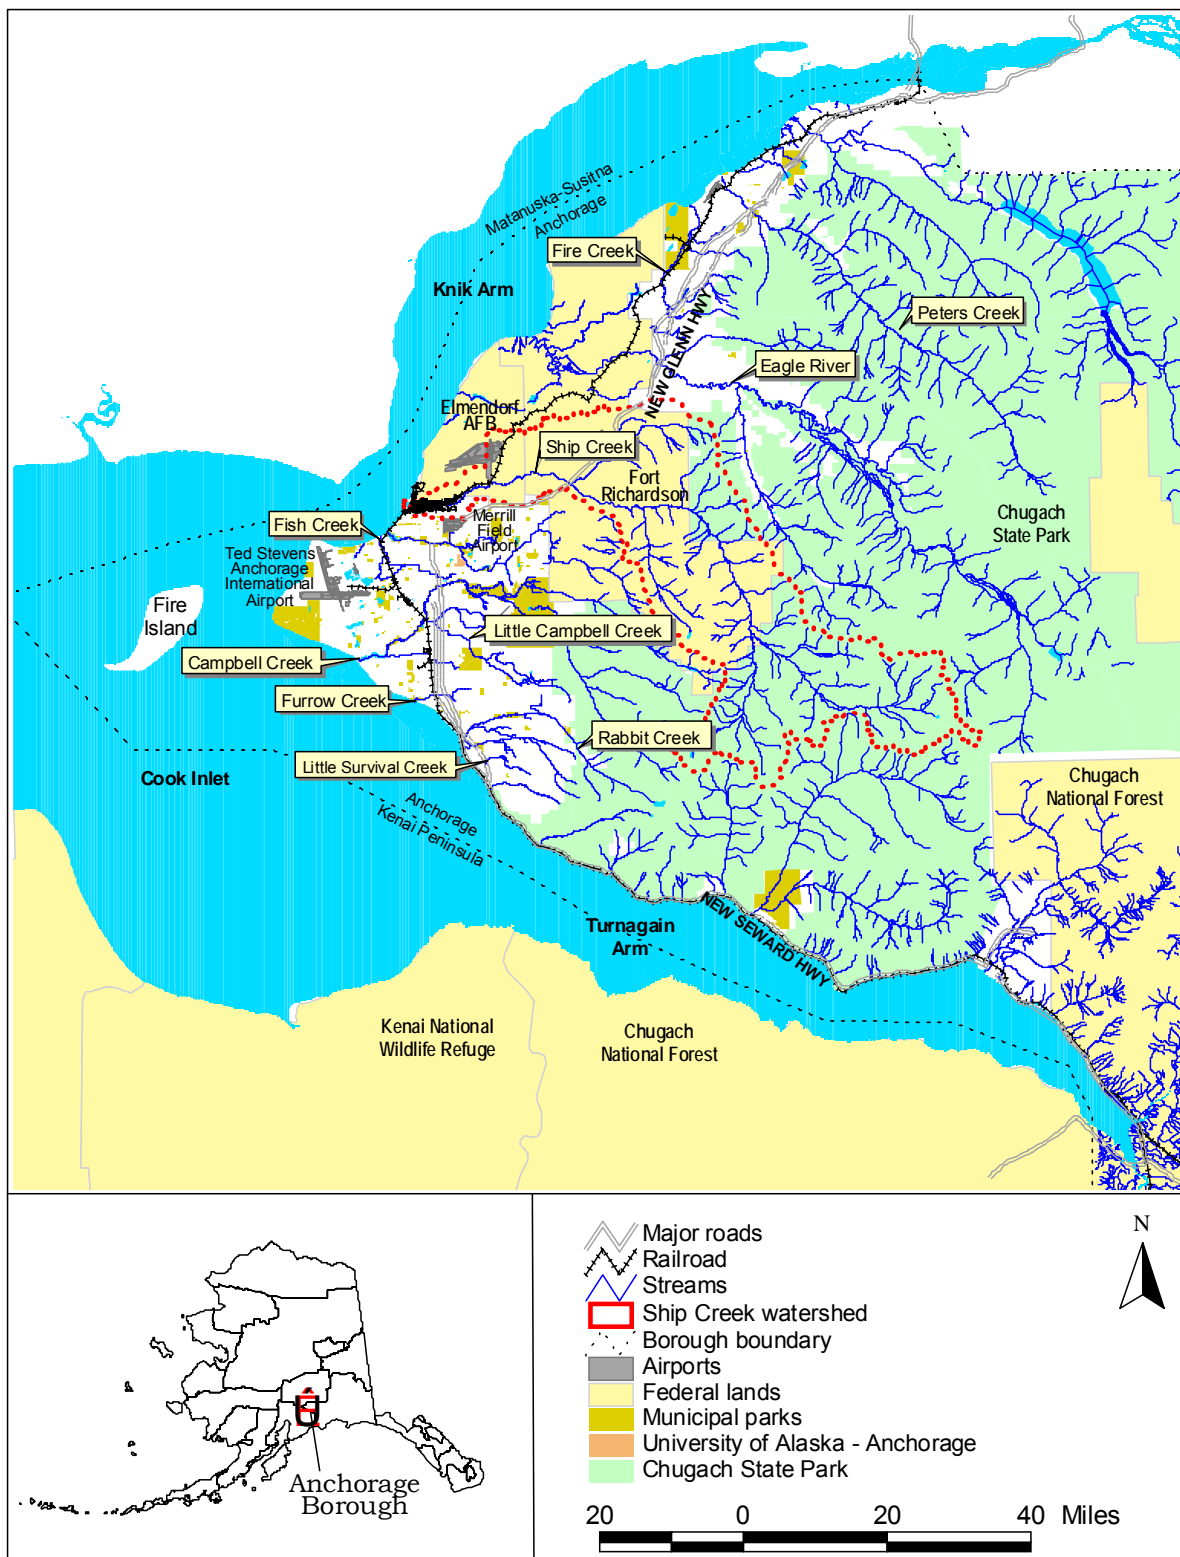 Matanuska-Susitna
Anchorage
Fire Creek
Knik Arm
NEW GLENN HWY
Peters Creek
Eagle River
Elmendorf
AFB
Ship Creek
Fort
Richardson
Chugach
State Park
Fish Creek
Merrill
Field
Airport
Ted Stevens
Anchorage
International
Airport
Fire
Island
Little Campbell Creek
Campbell Creek
Furrow Creek
Rabbit Creek
Little Survival Creek
Cook Inlet
Anchorage
Kenai Peninsula
Chugach
National Forest
Turnagain
Arm
NEW SEWARD HWY
Kenai National
Wildlife Refuge
Chugach
National Forest
Anchorage
Borough
Major roads
Railroad
Streams
Ship Creek watershed
Borough boundary
Airports
Federal lands
Municipal parks
University of Alaska - Anchorage
Chugach State Park
N
20 0 20 40 Miles